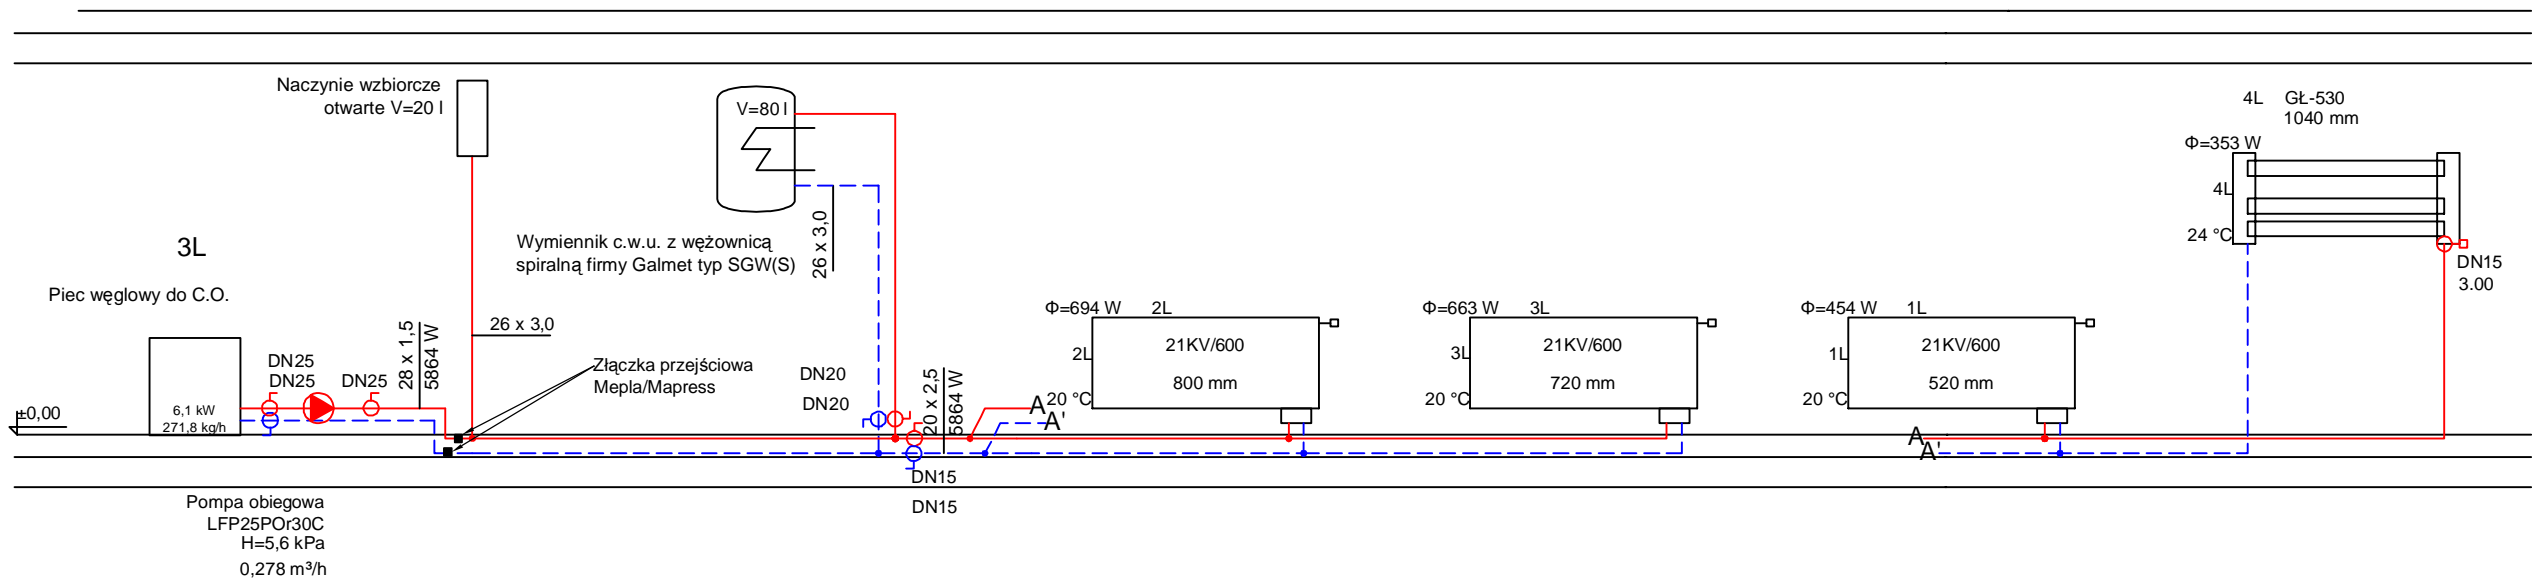 Naczynie wzbiorcze
otwarte V=20 l
V=80 l
4L GŁ-530
1040 mm
Φ=353 W
4L
24 °C
DN15
3.00
3L
Piec węglowy do C.O.
Wymiennik c.w.u. z wężownicą
spiralną firmy Galmet typ SGW(S)
26 x 3,0
26 x 3,0
28 x 1,5
5864 W
Złączka przejściowa
Mepla/Mapress
DN25
DN25
DN25
±0,00
6,1 kW
271,8 kg/h
DN20
DN20
20 x 2,5
5864 W
DN15
DN15
A
A'
Φ=694 W 2L
2L
21KV/600
800 mm
20 °C
Φ=663 W 3L
3L
21KV/600
720 mm
20 °C
Φ=454 W 1L
1L
21KV/600
520 mm
20 °C
A
A'
Pompa obiegowa
LFP25POr30C
H=5,6 kPa
0,278 m³/h